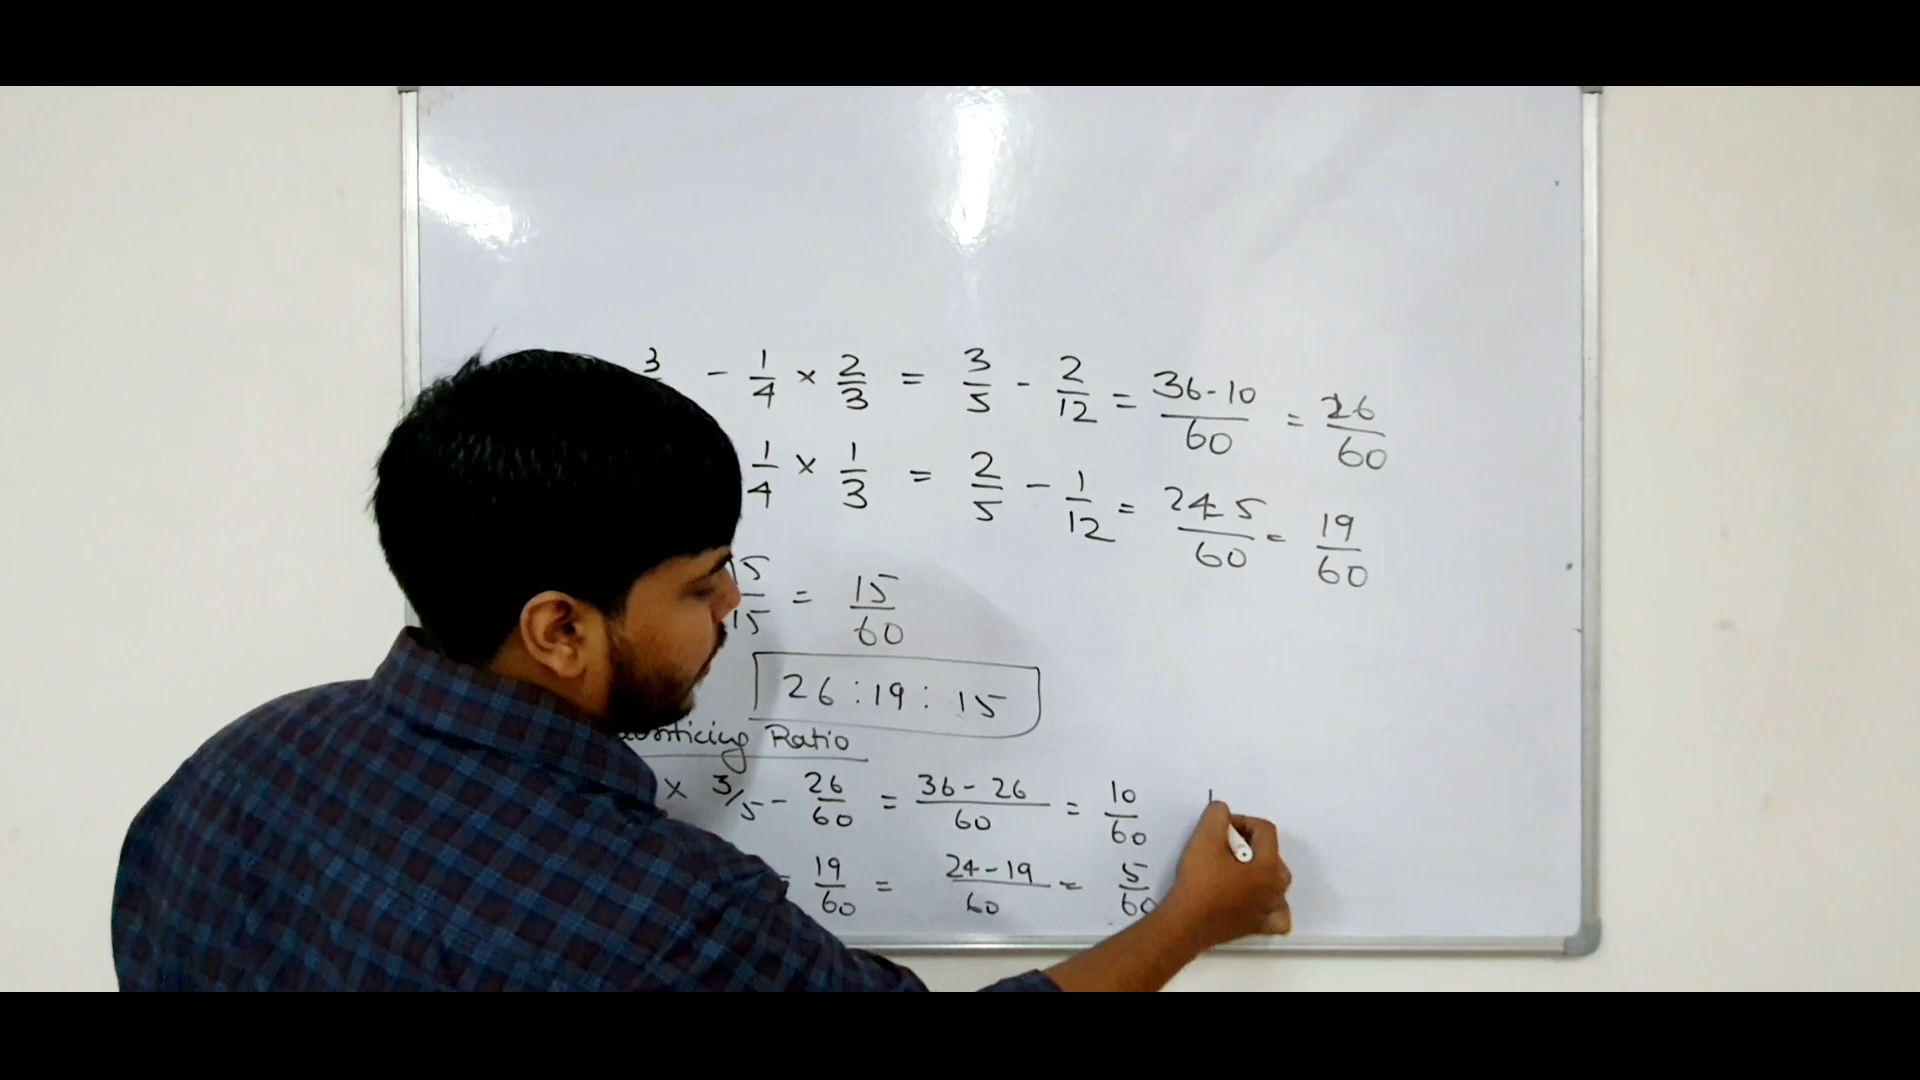 3 - 1/4 × 2/3 = 3/5 - 2/12 = 36-10/60 = 26/60
1/4 × 1/3 = 2/5 - 1/12 = 24-5/60 = 19/60
15/15 = 15/60
26 : 19 : 15
Ratio
× 3/5 - 26/60 = 36-26/60 = 10/60
19/60 = 24-19/60 = 5/60